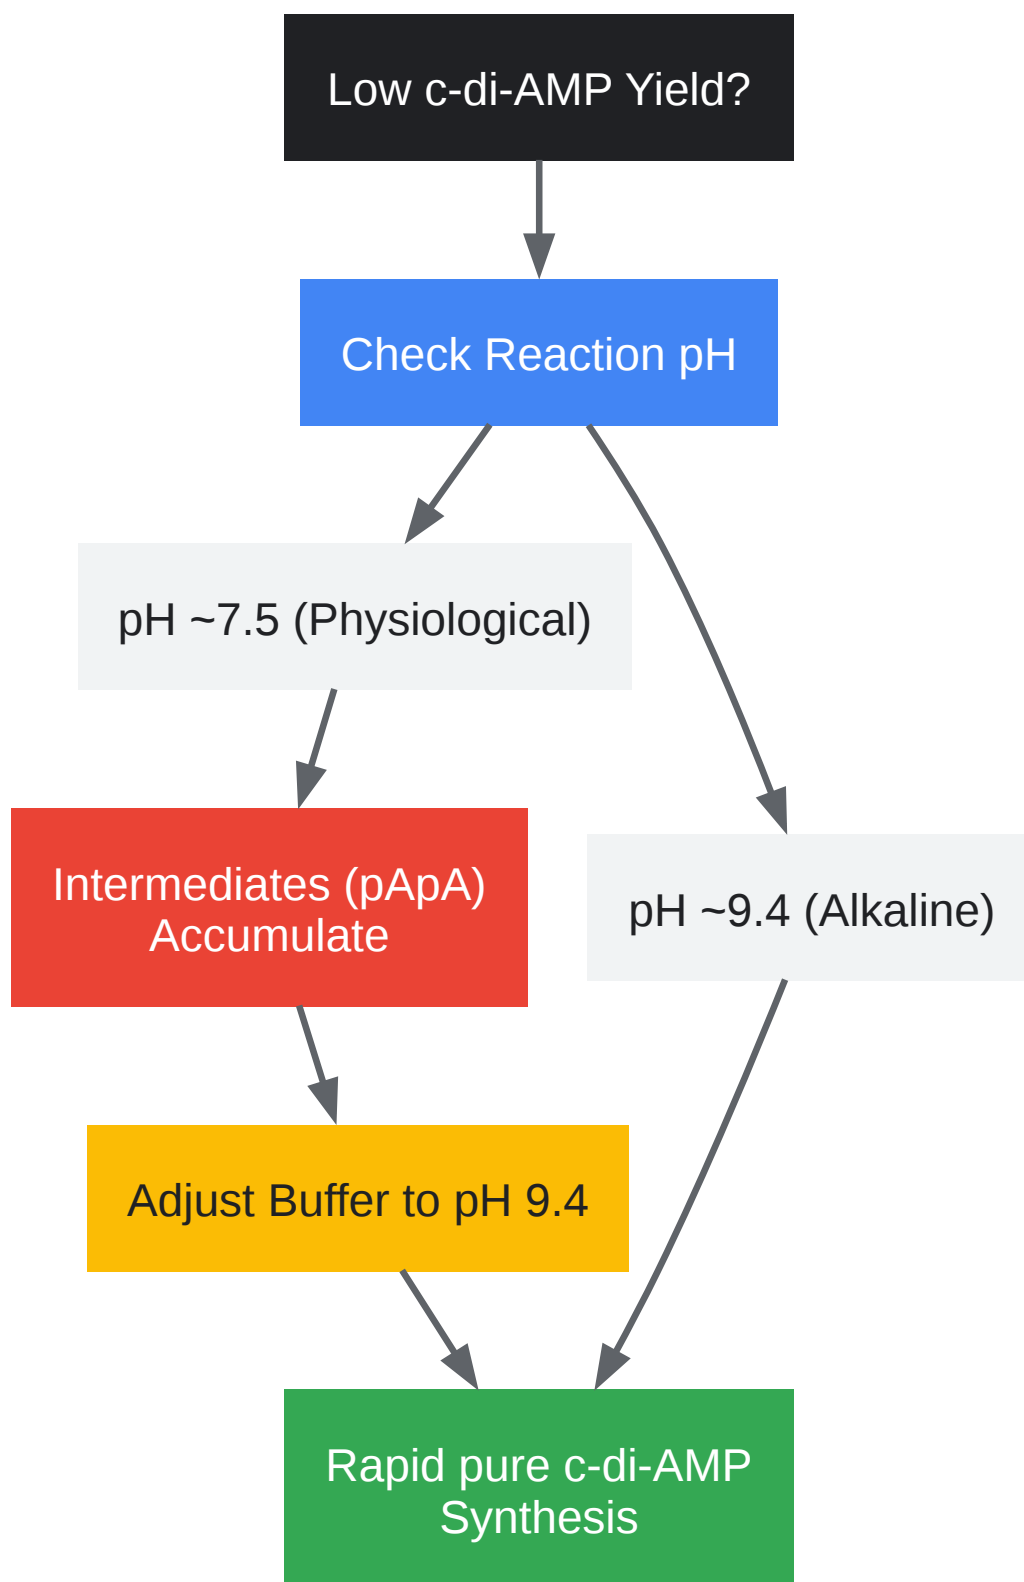 Low c-di-AMP Yield?
Check Reaction pH
pH ~7.5 (Physiological)
Intermediates (pApA)
Accumulate
pH ~9.4 (Alkaline)
Adjust Buffer to pH 9.4
Rapid pure c-di-AMP
Synthesis